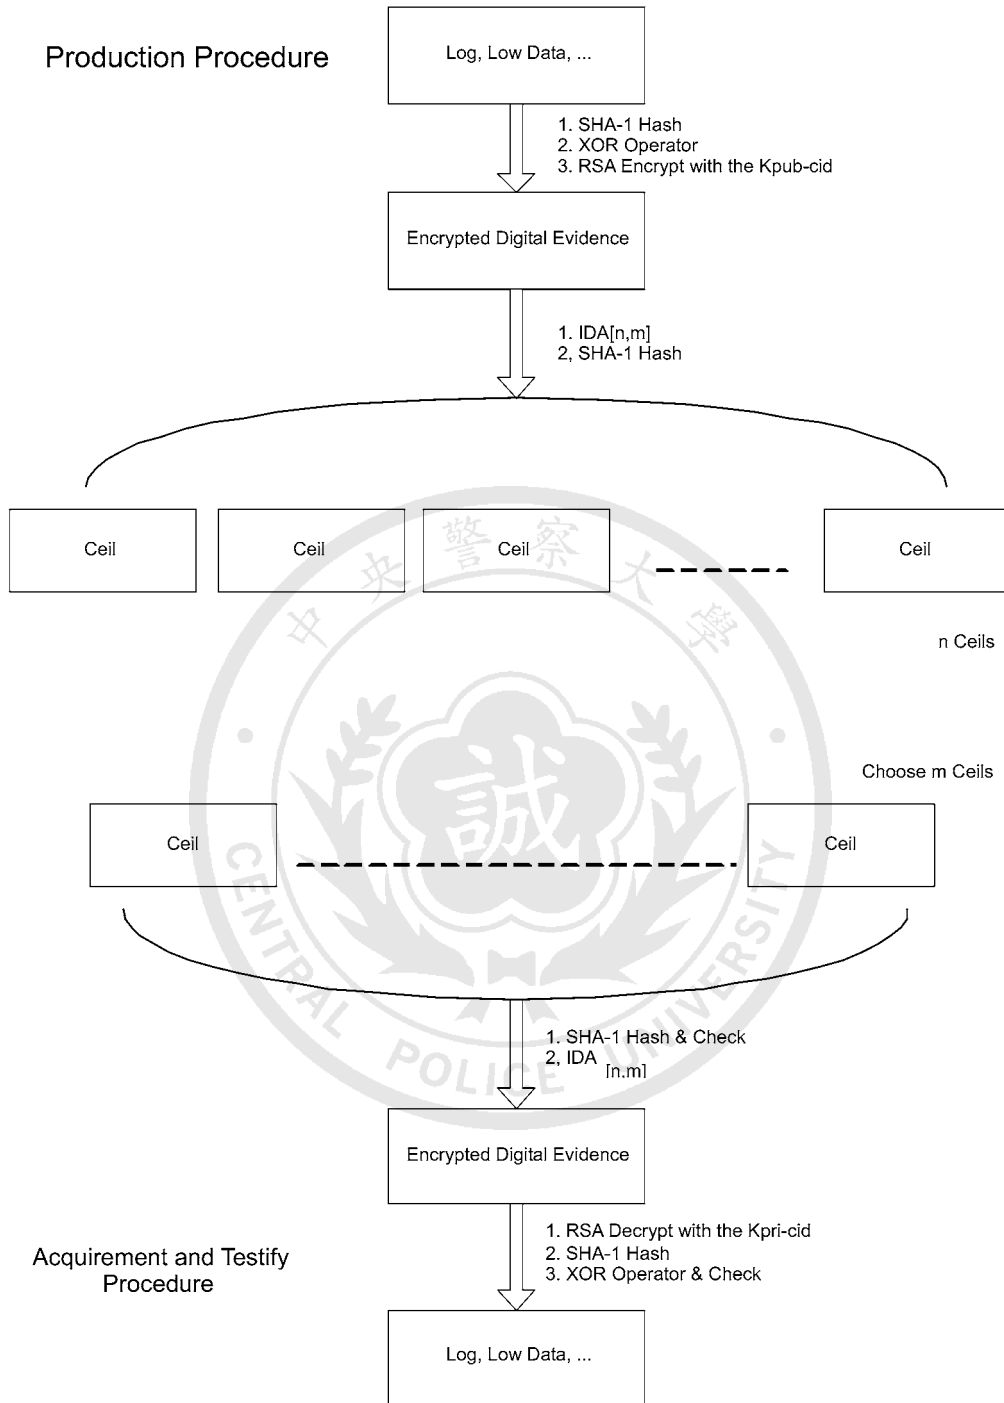 Production Procedure
Log, Low Data, ...
1. SHA-1 Hash
2. XOR Operator
3. RSA Encrypt with the Kpub-cid
Encrypted Digital Evidence
1. IDA[n,m]
2, SHA-1 Hash
Ceil
Ceil
Ceil
Ceil
n Ceils
中央警察大學
Choose m Ceils
Ceil
Ceil
誠
CENTRAL POLICE UNIVERSITY
1. SHA-1 Hash & Check
2, IDA
[n.m]
Encrypted Digital Evidence
1. RSA Decrypt with the Kpri-cid
2. SHA-1 Hash
3. XOR Operator & Check
Acquirement and Testify
Procedure
Log, Low Data, ...